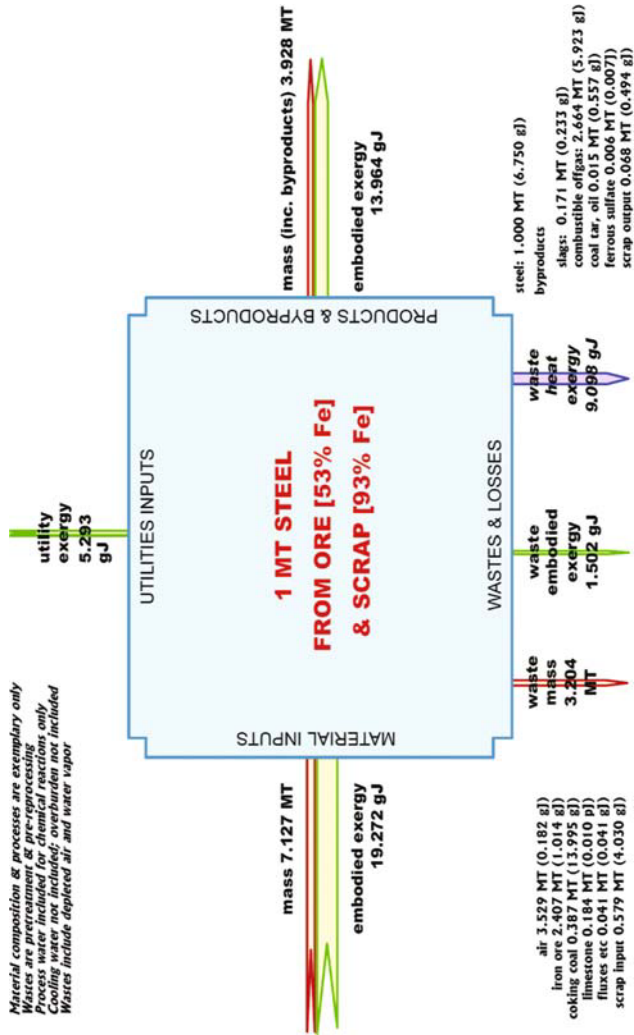 Material composition & processes are exemplary only
Wastes are pretreatment & pre-reprocessing
Process water included for chemical reactions only
Cooling water not included; overburden not included
Wastes include depleted air and water vapor
utility
exergy
5.293
gJ
UTILITIES INPUTS
mass 7.127 MT
embodied exergy
19.272 gJ
MATERIAL INPUTS
1 MT STEEL
FROM ORE [53% Fe]
& SCRAP [93% Fe]
PRODUCTS & BYPRODUCTS
mass (inc. byproducts) 3.928 MT
embodied exergy
13.964 gJ
WASTES & LOSSES
waste
mass
3.204
MT
waste
embodied
exergy
1.502 gJ
waste
heat
exergy
9.098 gJ
air 3.529 MT (0.182 gJ)
iron ore 2.407 MT (1.014 gJ)
coking coal 0.387 MT (13.995 gJ)
limestone 0.184 MT (0.010 pJ)
fluxes etc 0.041 MT (0.041 gJ)
scrap input 0.579 MT (4.030 gJ)
steel: 1.000 MT (6.750 gJ)
byproducts
slags: 0.171 MT (0.233 gJ)
combustible offgas: 2.664 MT (5.923 gJ)
coal tar, oil 0.015 MT (0.557 gJ)
ferrous sulfate 0.006 MT (0.007]
scrap output 0.068 MT (0.494 gJ)